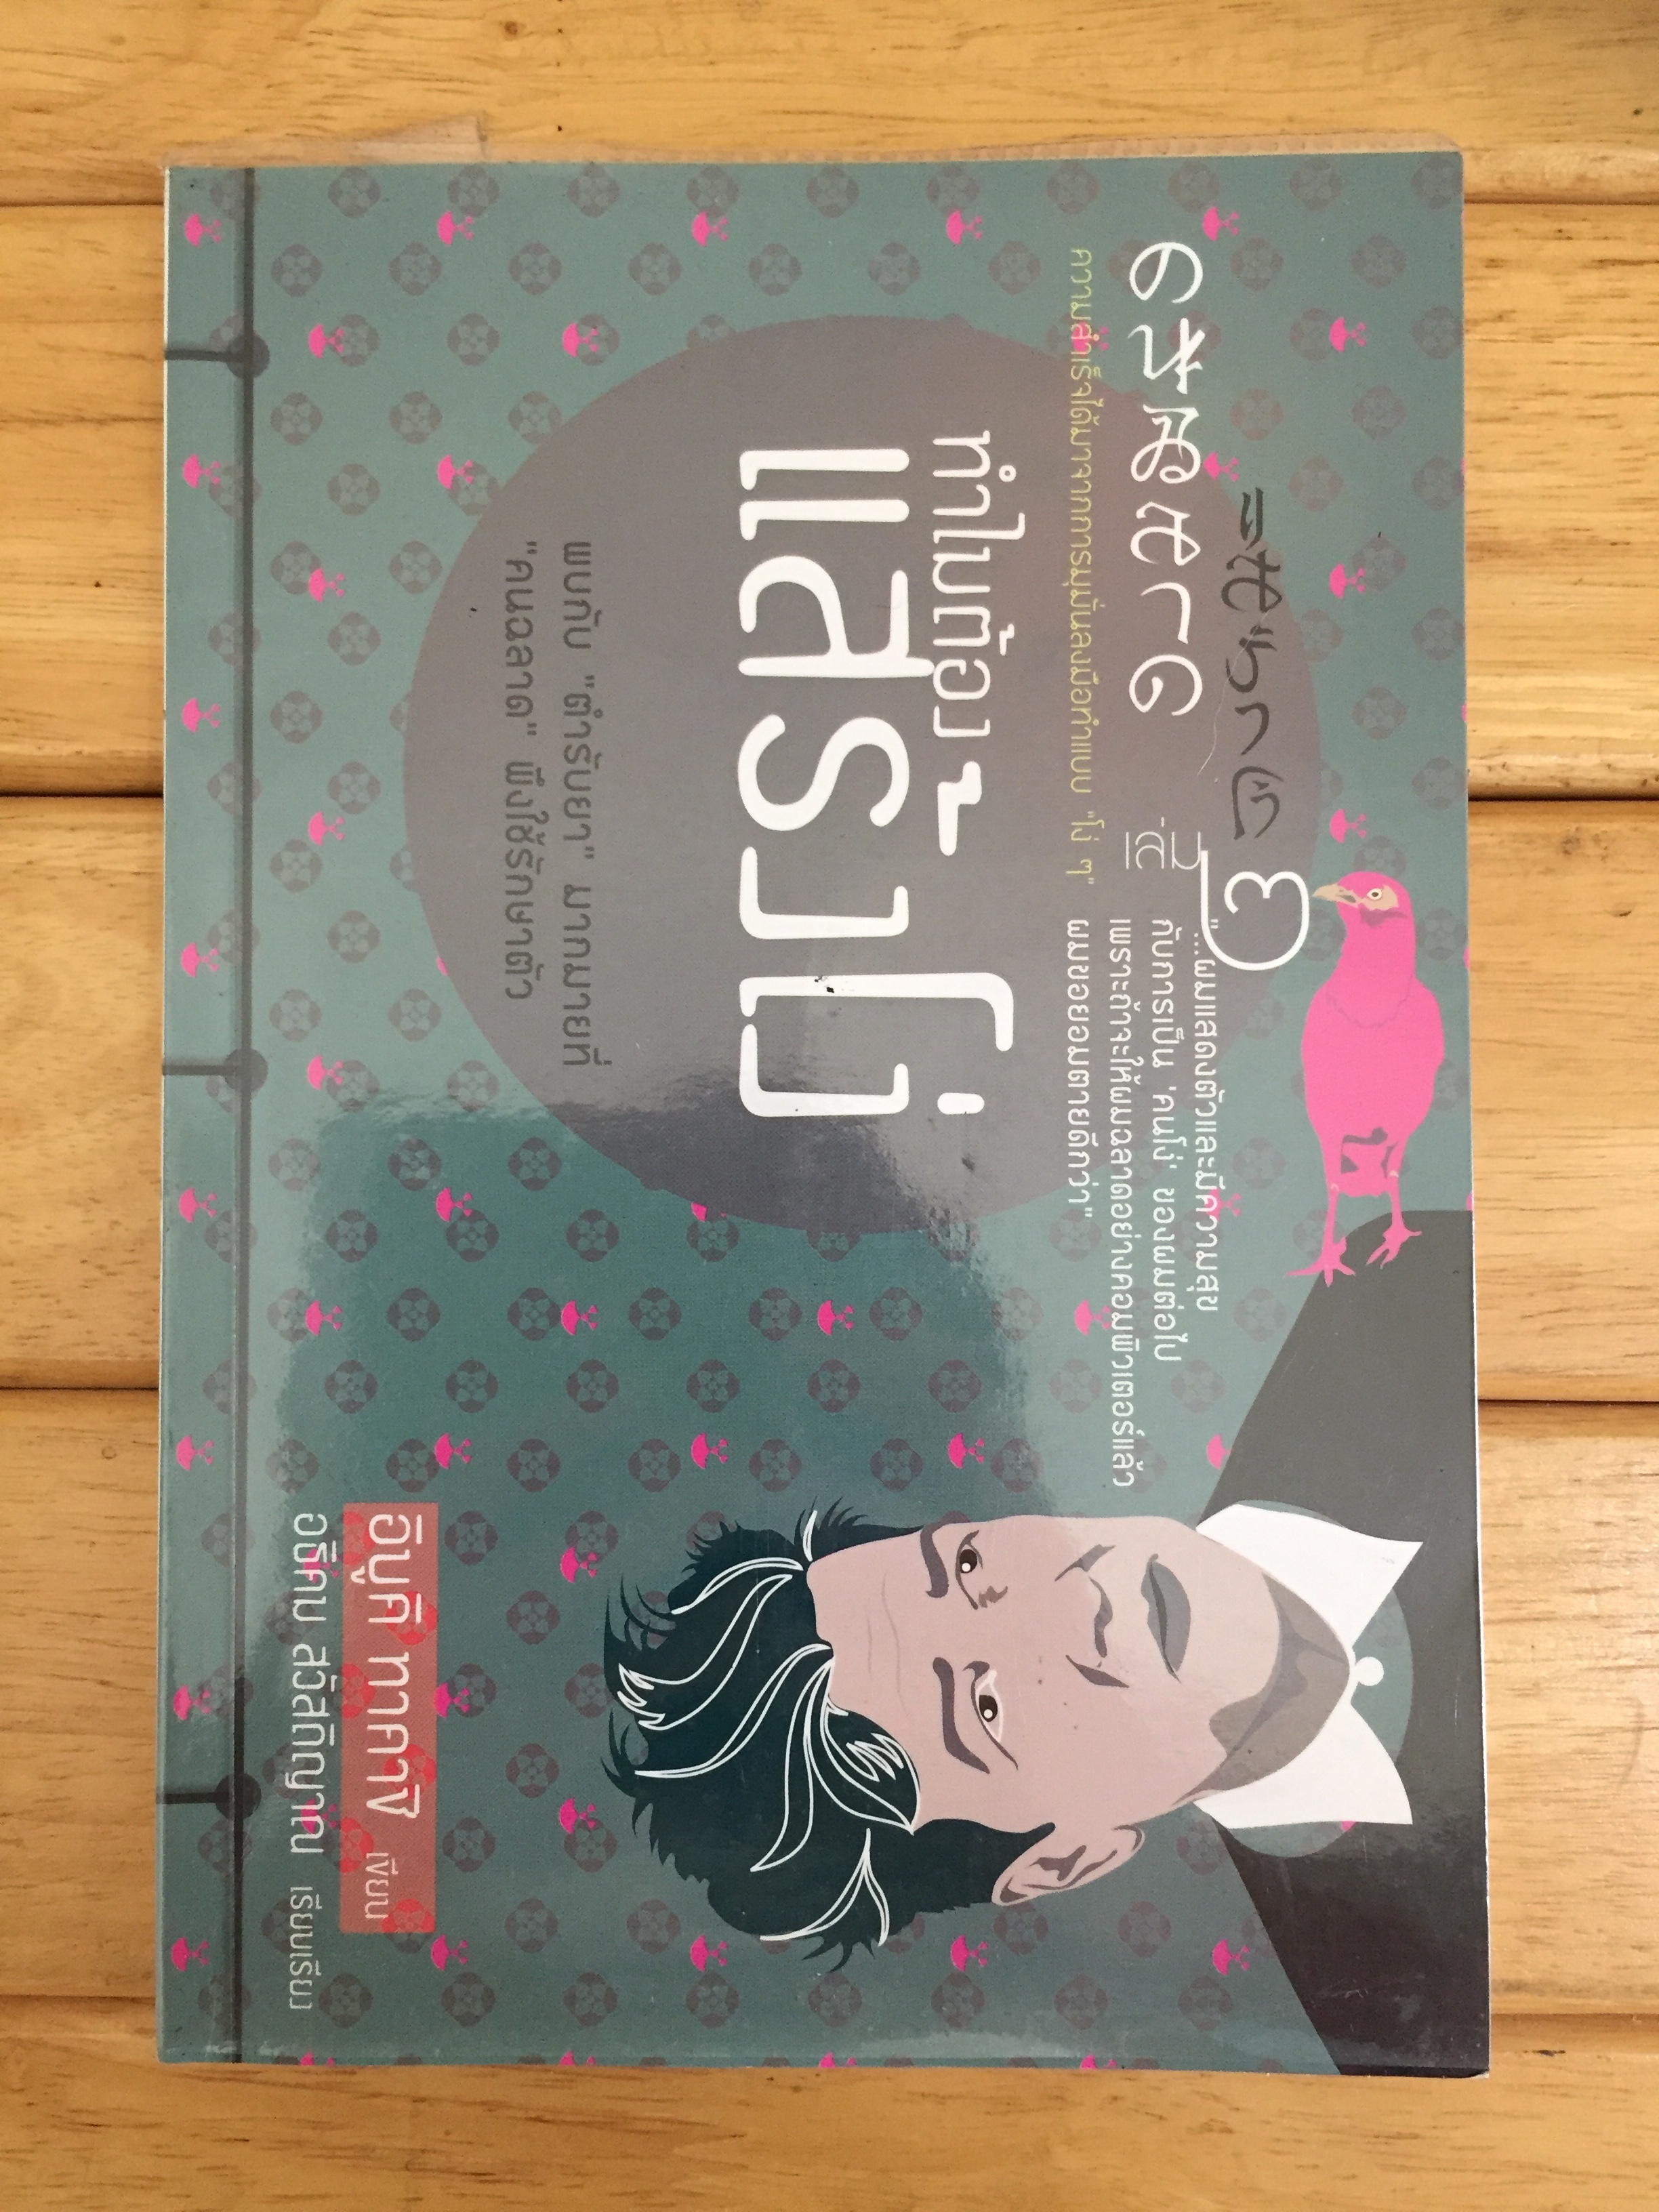 คนฉลาด เล่ม ๓
ความสำเร็จได้มาจากการมุ่มั่นลงมือทำแบบ "โง่ ๆ"
ทำไมต้อง
แสร้งโง่
พบกับ "ตำรับยา" มากมายที่
"คนฉลาด" พึงใช้รักษาตัว
"...ผมแสดงตัวและมีความสุข
กับการเป็น 'คนโง่' ของผมต่อไป
เพราะถ้าจะให้ผมฉลาดอย่างคอมพิวเตอร์แล้ว
ผมขอยอมตายดีกว่า"
อิบูคิ ทาคาชิ เขียน
อธิคม สวัสดิญาณ เรียบเรียง